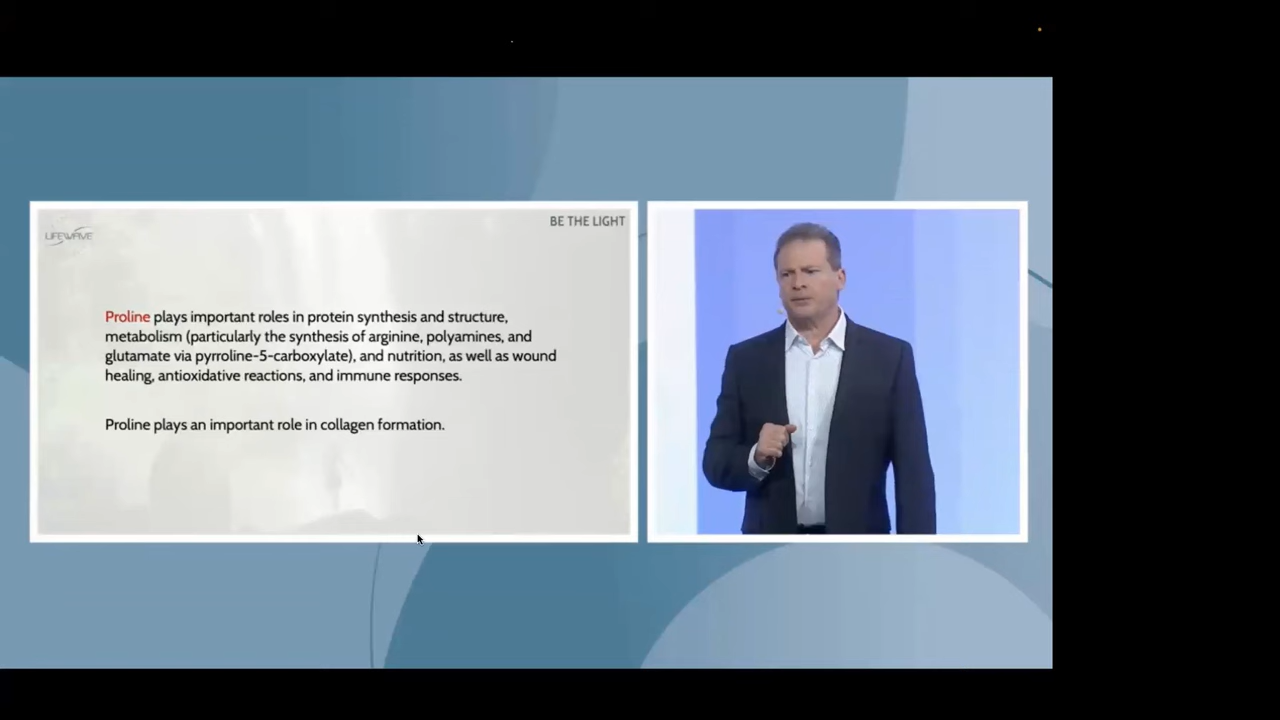 LIFEWAVE
BE THE LIGHT
Proline plays important roles in protein synthesis and structure,
metabolism (particularly the synthesis of arginine, polyamines, and
glutamate via pyrroline-5-carboxylate), and nutrition, as well as wound
healing, antioxidative reactions, and immune responses.
Proline plays an important role in collagen formation.